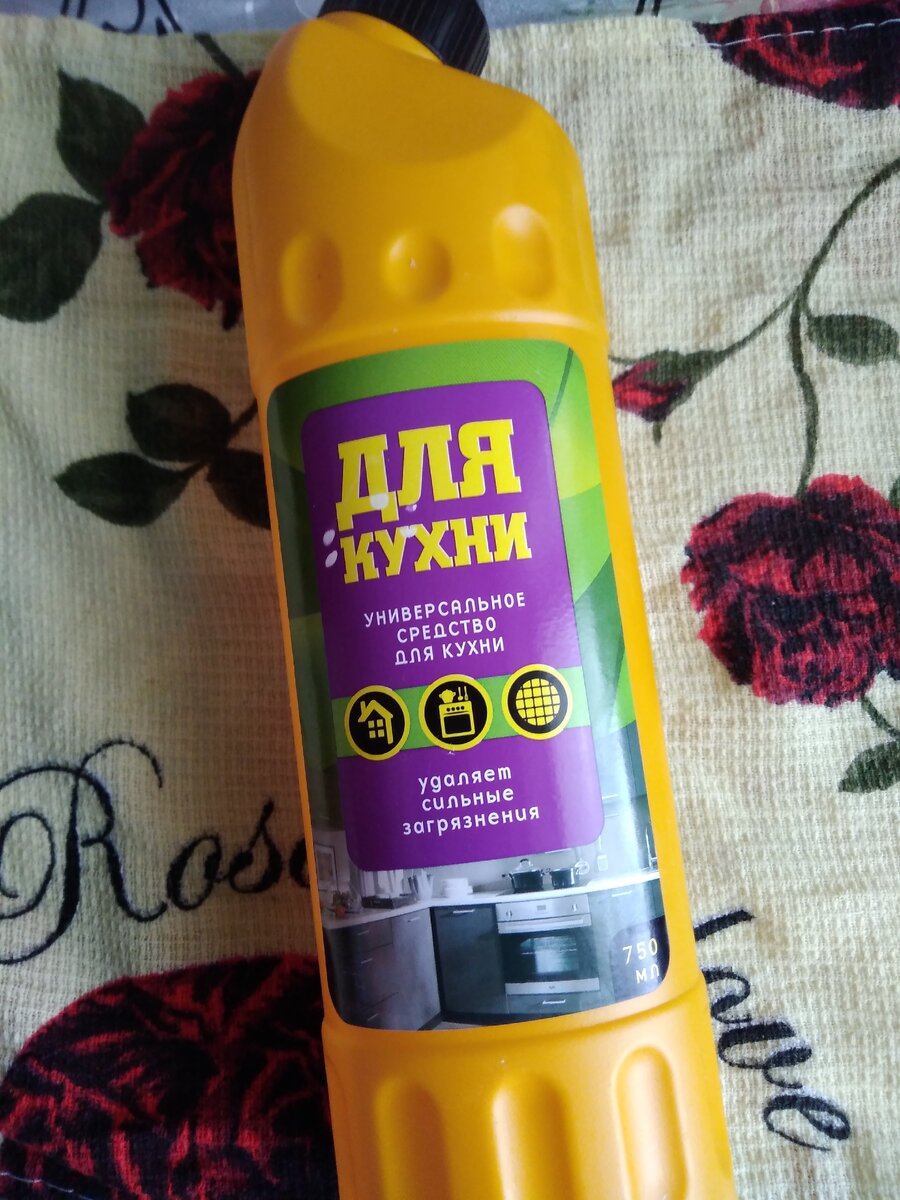 ДЛЯ
КУХНИ
УНИВЕРСАЛЬНОЕ
СРЕДСТВО
ДЛЯ КУХНИ
удаляет
сильные
загрязнения
750
мл
Rose
love